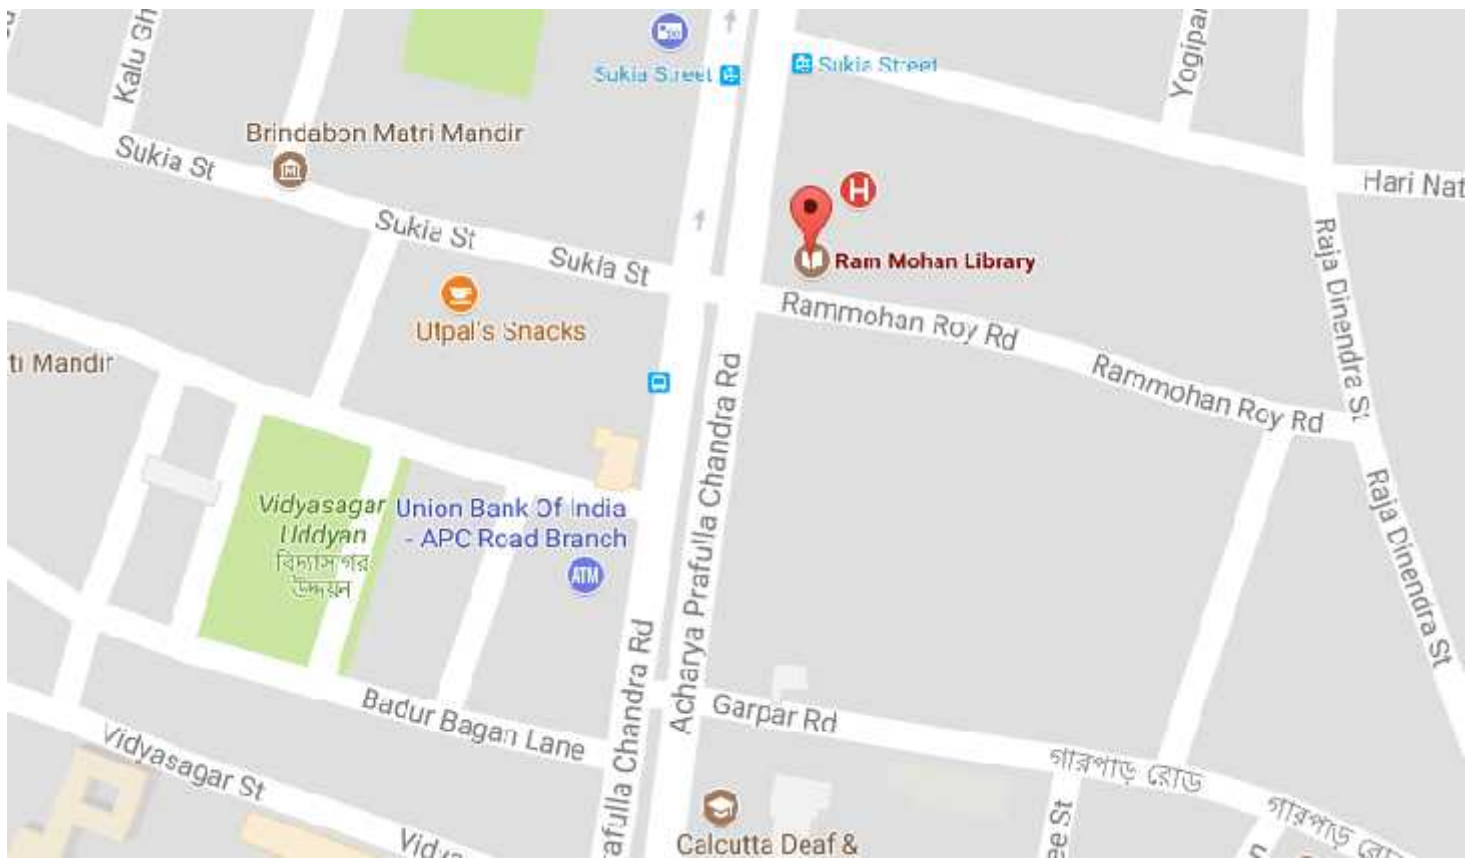 Kalu Gh
Sukia Street
Sukia Street
Yogipar
Brindabon Matri Mandir
Sukia St
Hari Nat
H
Sukia St
Sukia St
Ram Mohan Library
Raja Dinendra St
Utpal's Snacks
Rammohan Roy Rd
ti Mandir
Rammohan Roy Rd
Acharya Prafulla Chandra Rd
Vidyasagar
Uddyan
বিদ্যাসাগর
উদ্দয়ন
Union Bank Of India
- APC Road Branch
ATM
Raja Dinendra St
Badur Bagan Lane
Garpar Rd
rafulla Chandra Rd
Vidyasagar St
গারপাড় রোড
গারপাড় রো
Calcutta Deaf &
ee St